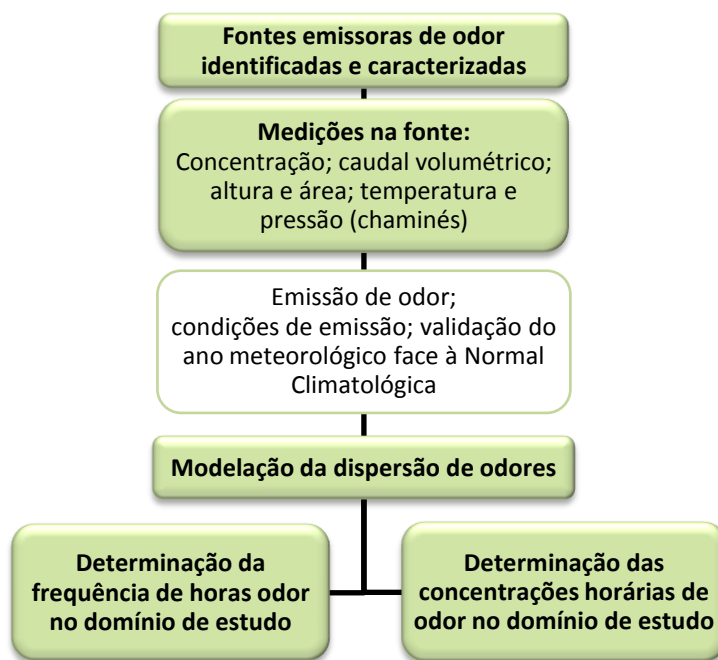 Fontes emissoras de odor
identificadas e caracterizadas
Medições na fonte:
Concentração; caudal volumétrico;
altura e área; temperatura e
pressão (chaminés)
Emissão de odor;
condições de emissão; validação do
ano meteorológico face à Normal
Climatológica
Modelação da dispersão de odores
Determinação da
frequência de horas odor
no domínio de estudo
Determinação das
concentrações horárias de
odor no domínio de estudo